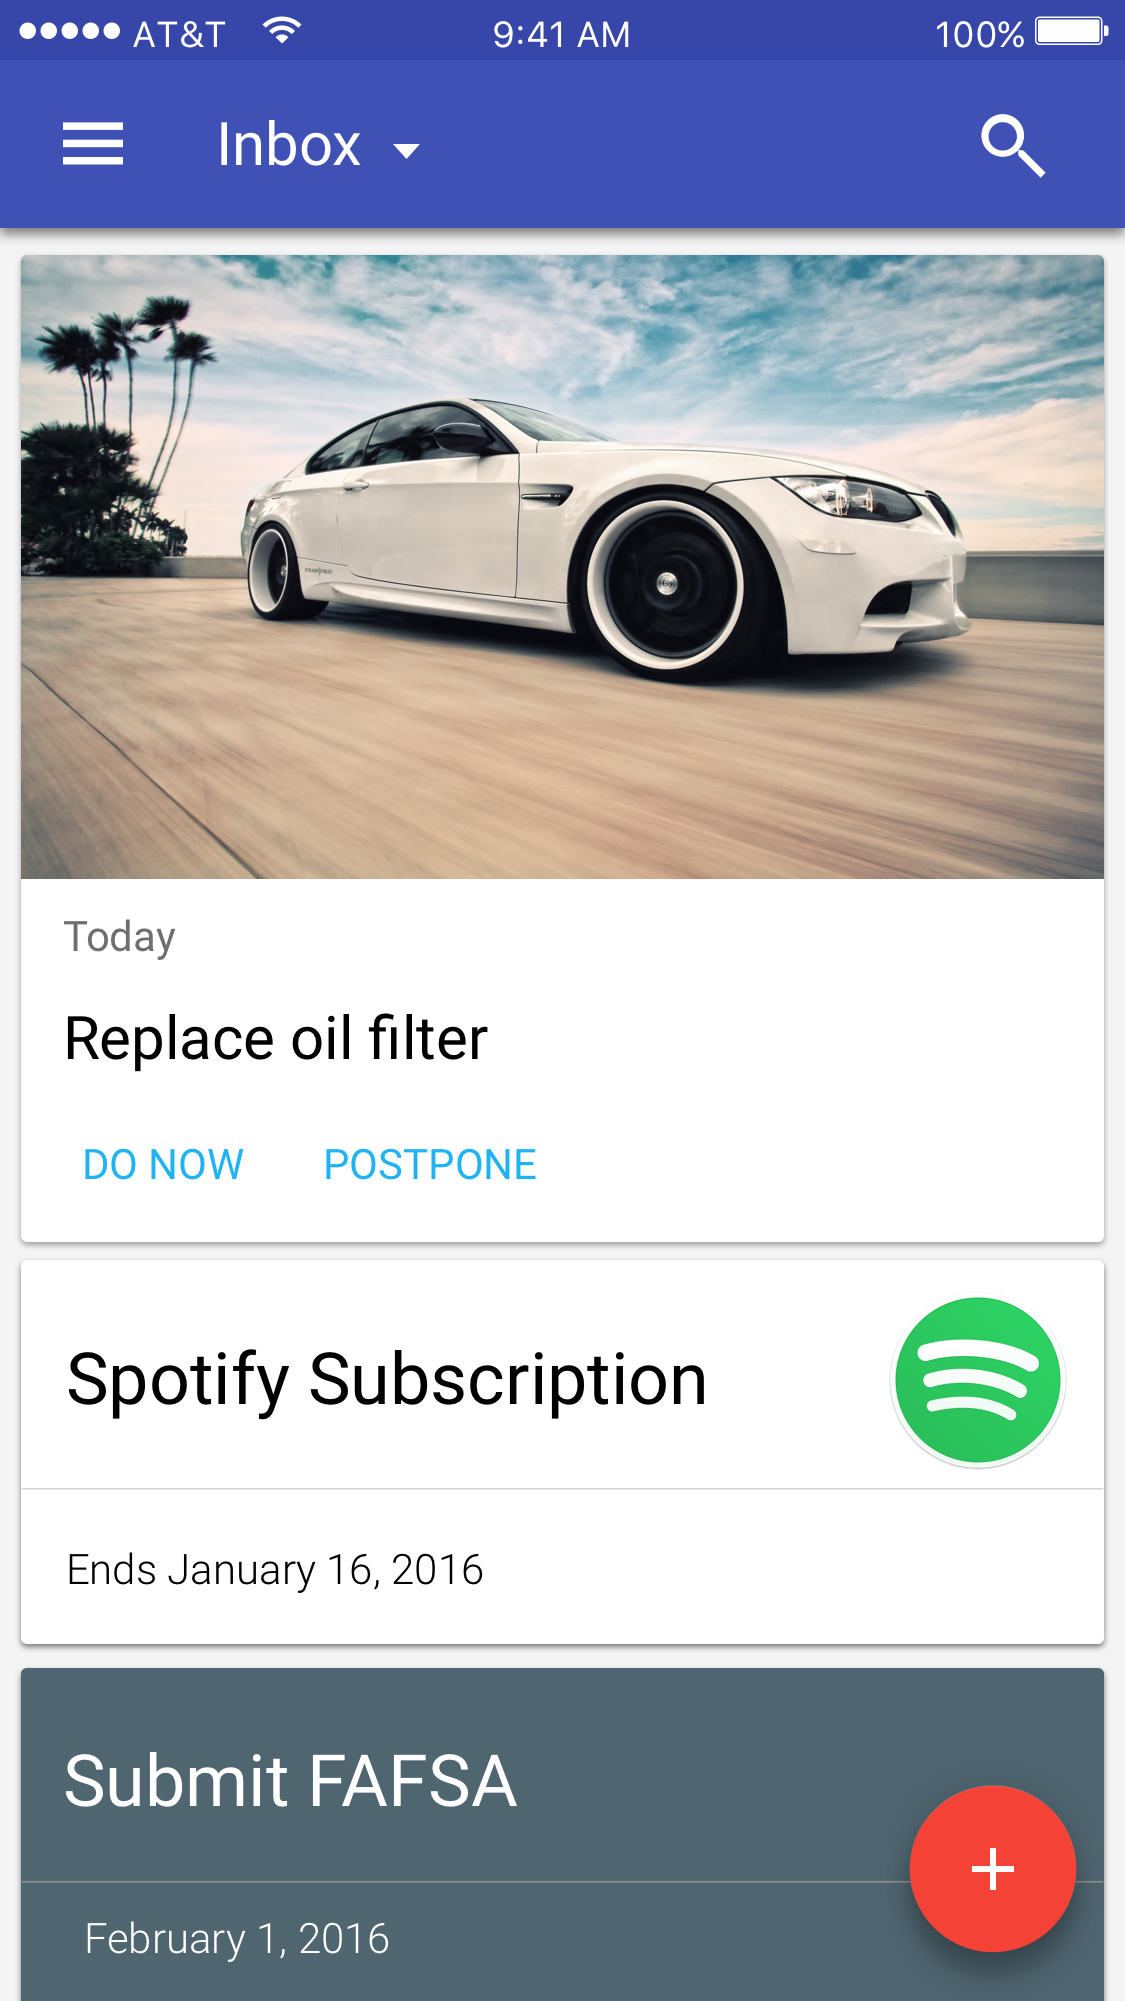 AT&T 9:41 AM 100%
Inbox
Today
Replace oil filter
DO NOW POSTPONE
Spotify Subscription
Ends January 16, 2016
Submit FAFSA
February 1, 2016